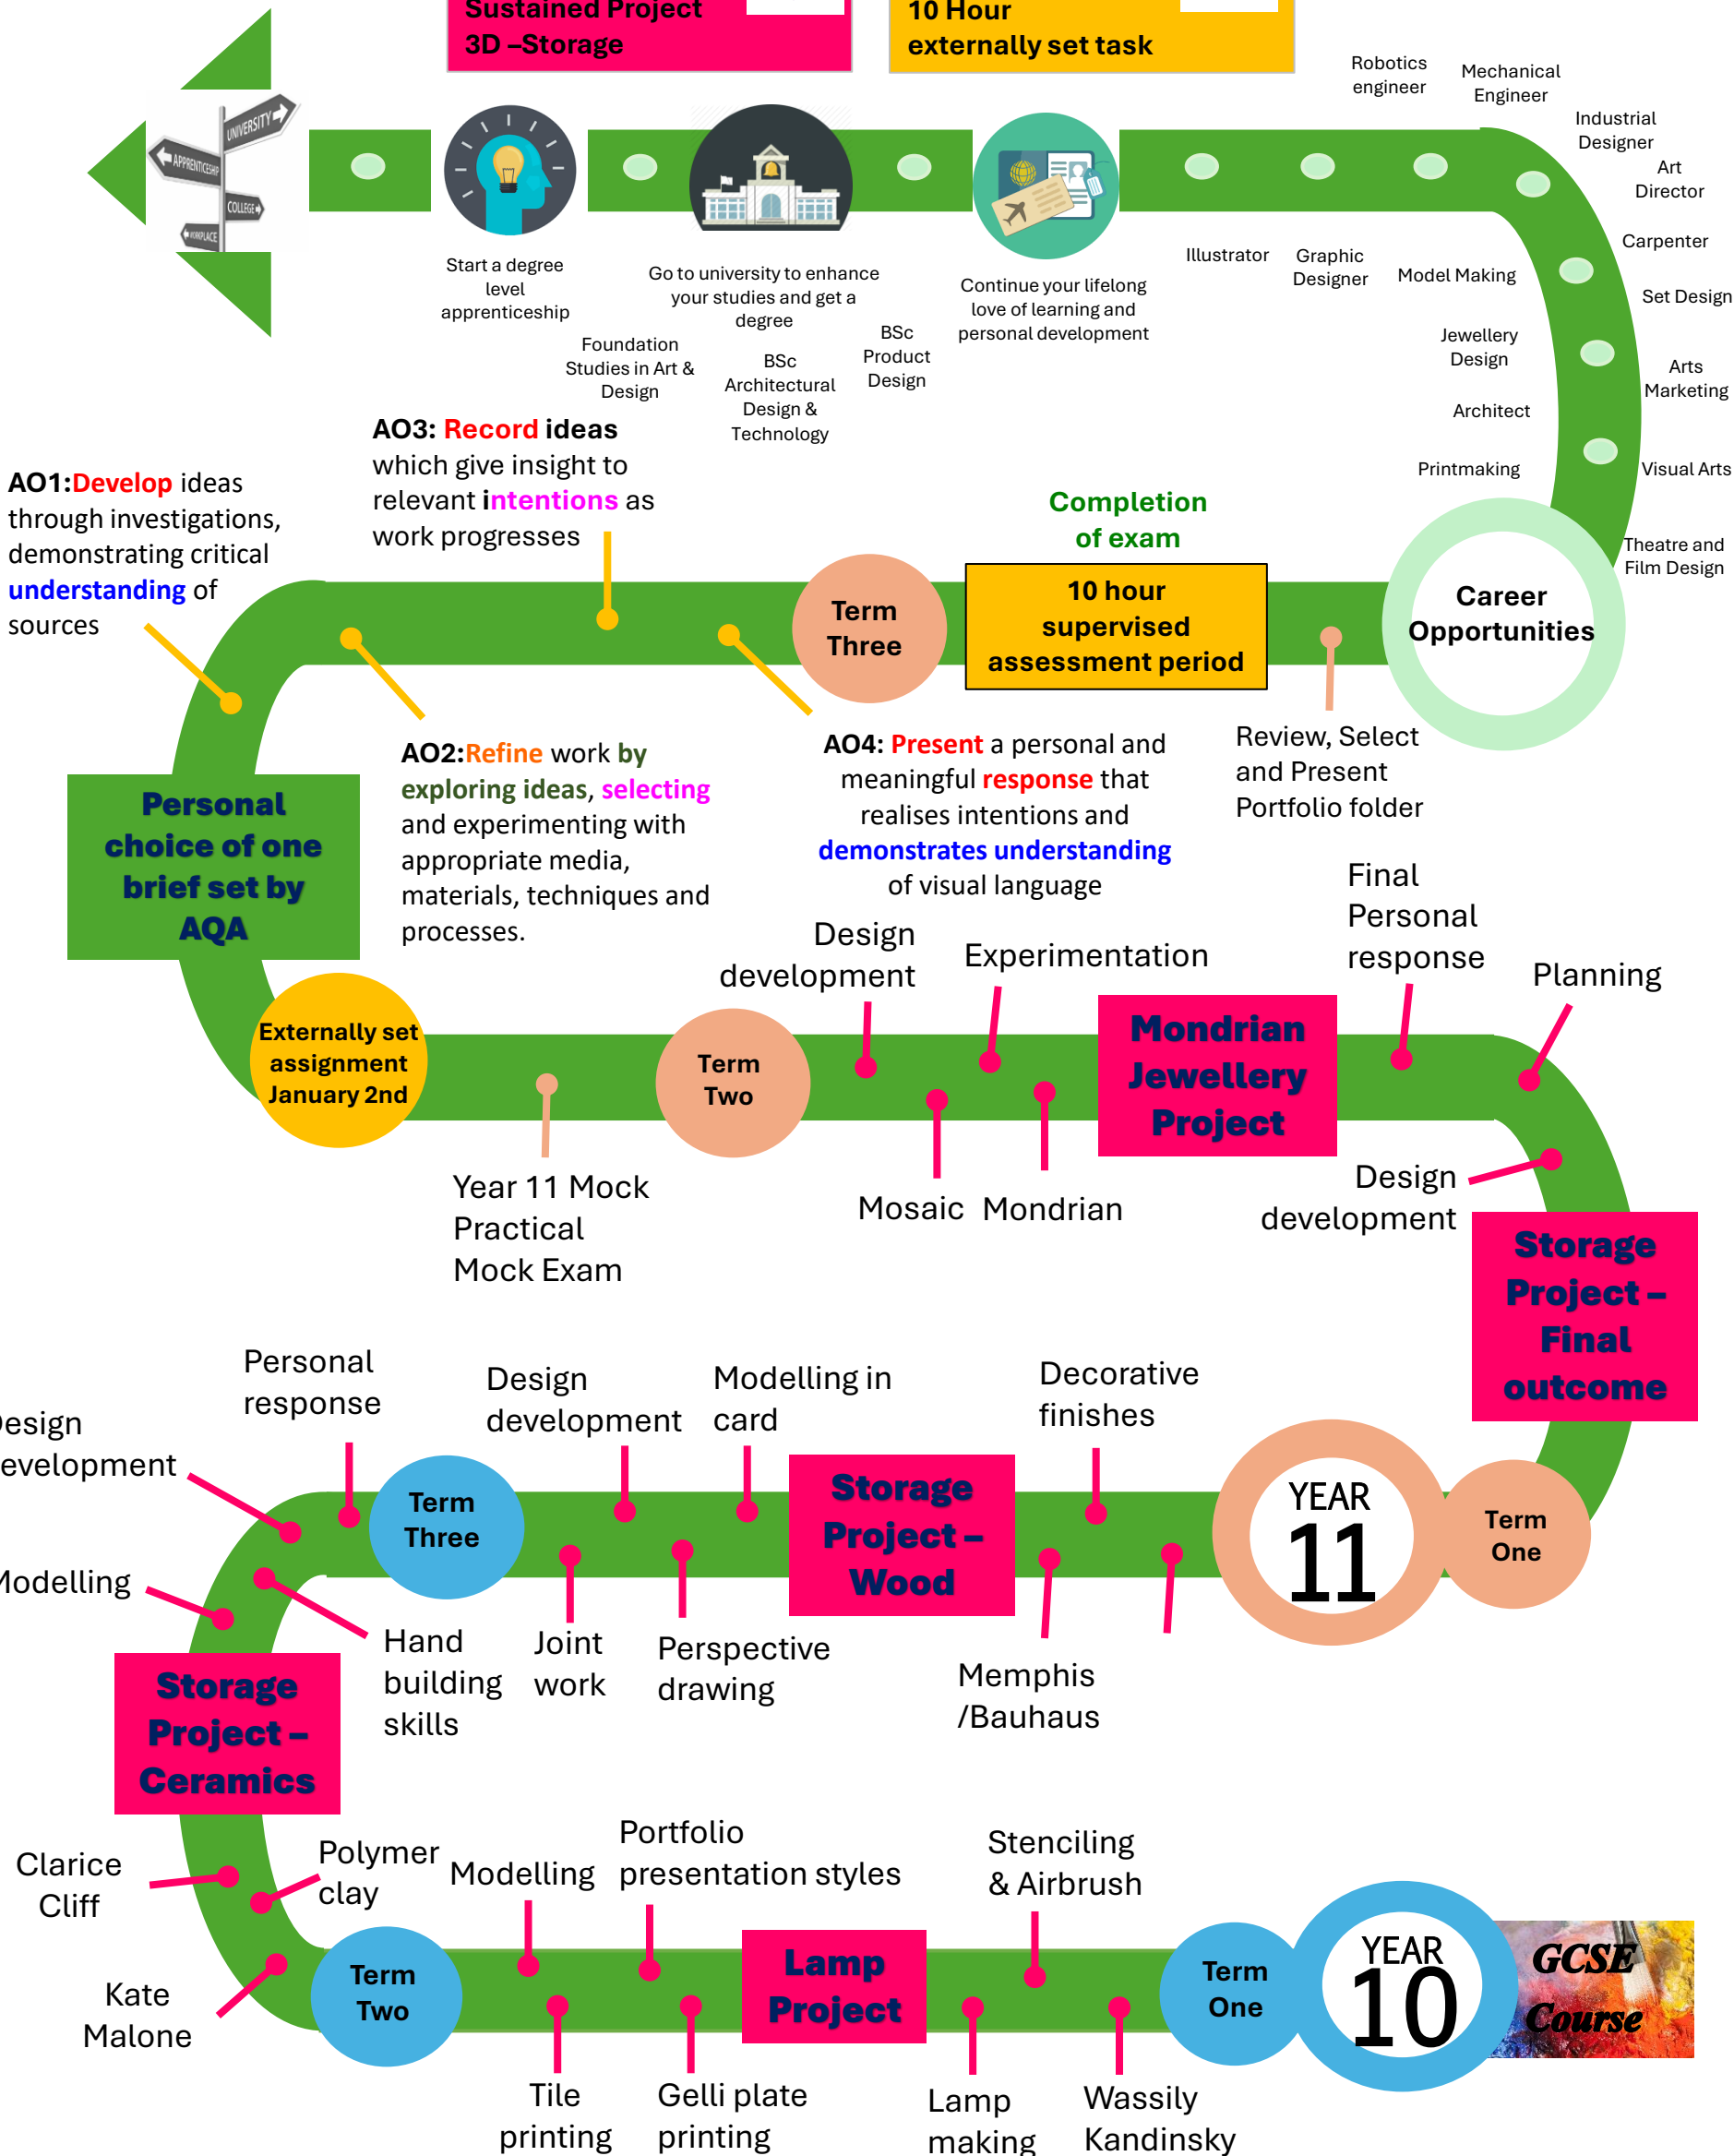 Sustained Project
3D –Storage
10 Hour
externally set task
Robotics
engineer
Mechanical
Engineer
Industrial
Designer
Art
Director
Carpenter
Set Design
Arts
Marketing
Visual Arts
Theatre and
Film Design
Illustrator
Graphic
Designer
Model Making
Jewellery
Design
Architect
Printmaking
UNIVERSITY
APPRENTICESHIP
COLLEGE
WORKPLACE
Start a degree
level
apprenticeship
Go to university to enhance
your studies and get a
degree
Continue your lifelong
love of learning and
personal development
Foundation
Studies in Art &
Design
BSc
Architectural
Design &
Technology
BSc
Product
Design
AO3: Record ideas
which give insight to
relevant intentions as
work progresses
AO1:Develop ideas
through investigations,
demonstrating critical
understanding of
sources
Completion
of exam
Term
Three
10 hour
supervised
assessment period
Career
Opportunities
AO2:Refine work by
exploring ideas, selecting
and experimenting with
appropriate media,
materials, techniques and
processes.
AO4: Present a personal and
meaningful response that
realises intentions and
demonstrates understanding
of visual language
Review, Select
and Present
Portfolio folder
Personal
choice of one
brief set by
AQA
Design
development
Experimentation
Final
Personal
response
Planning
Externally set
assignment
January 2nd
Term
Two
Mondrian
Jewellery
Project
Year 11 Mock
Practical
Mock Exam
Mosaic
Mondrian
Design
development
Storage
Project –
Final
outcome
Personal
response
Design
development
Modelling in
card
Decorative
finishes
esign
evelopment
Term
Three
Storage
Project –
Wood
YEAR
11
Term
One
Modelling
Hand
building
skills
Joint
work
Perspective
drawing
Memphis
/Bauhaus
Storage
Project –
Ceramics
Clarice
Cliff
Polymer
clay
Modelling
Portfolio
presentation styles
Stenciling
& Airbrush
Kate
Malone
Term
Two
Lamp
Project
Term
One
YEAR
10
GCSE
Course
Tile
printing
Gelli plate
printing
Lamp
making
Wassily
Kandinsky